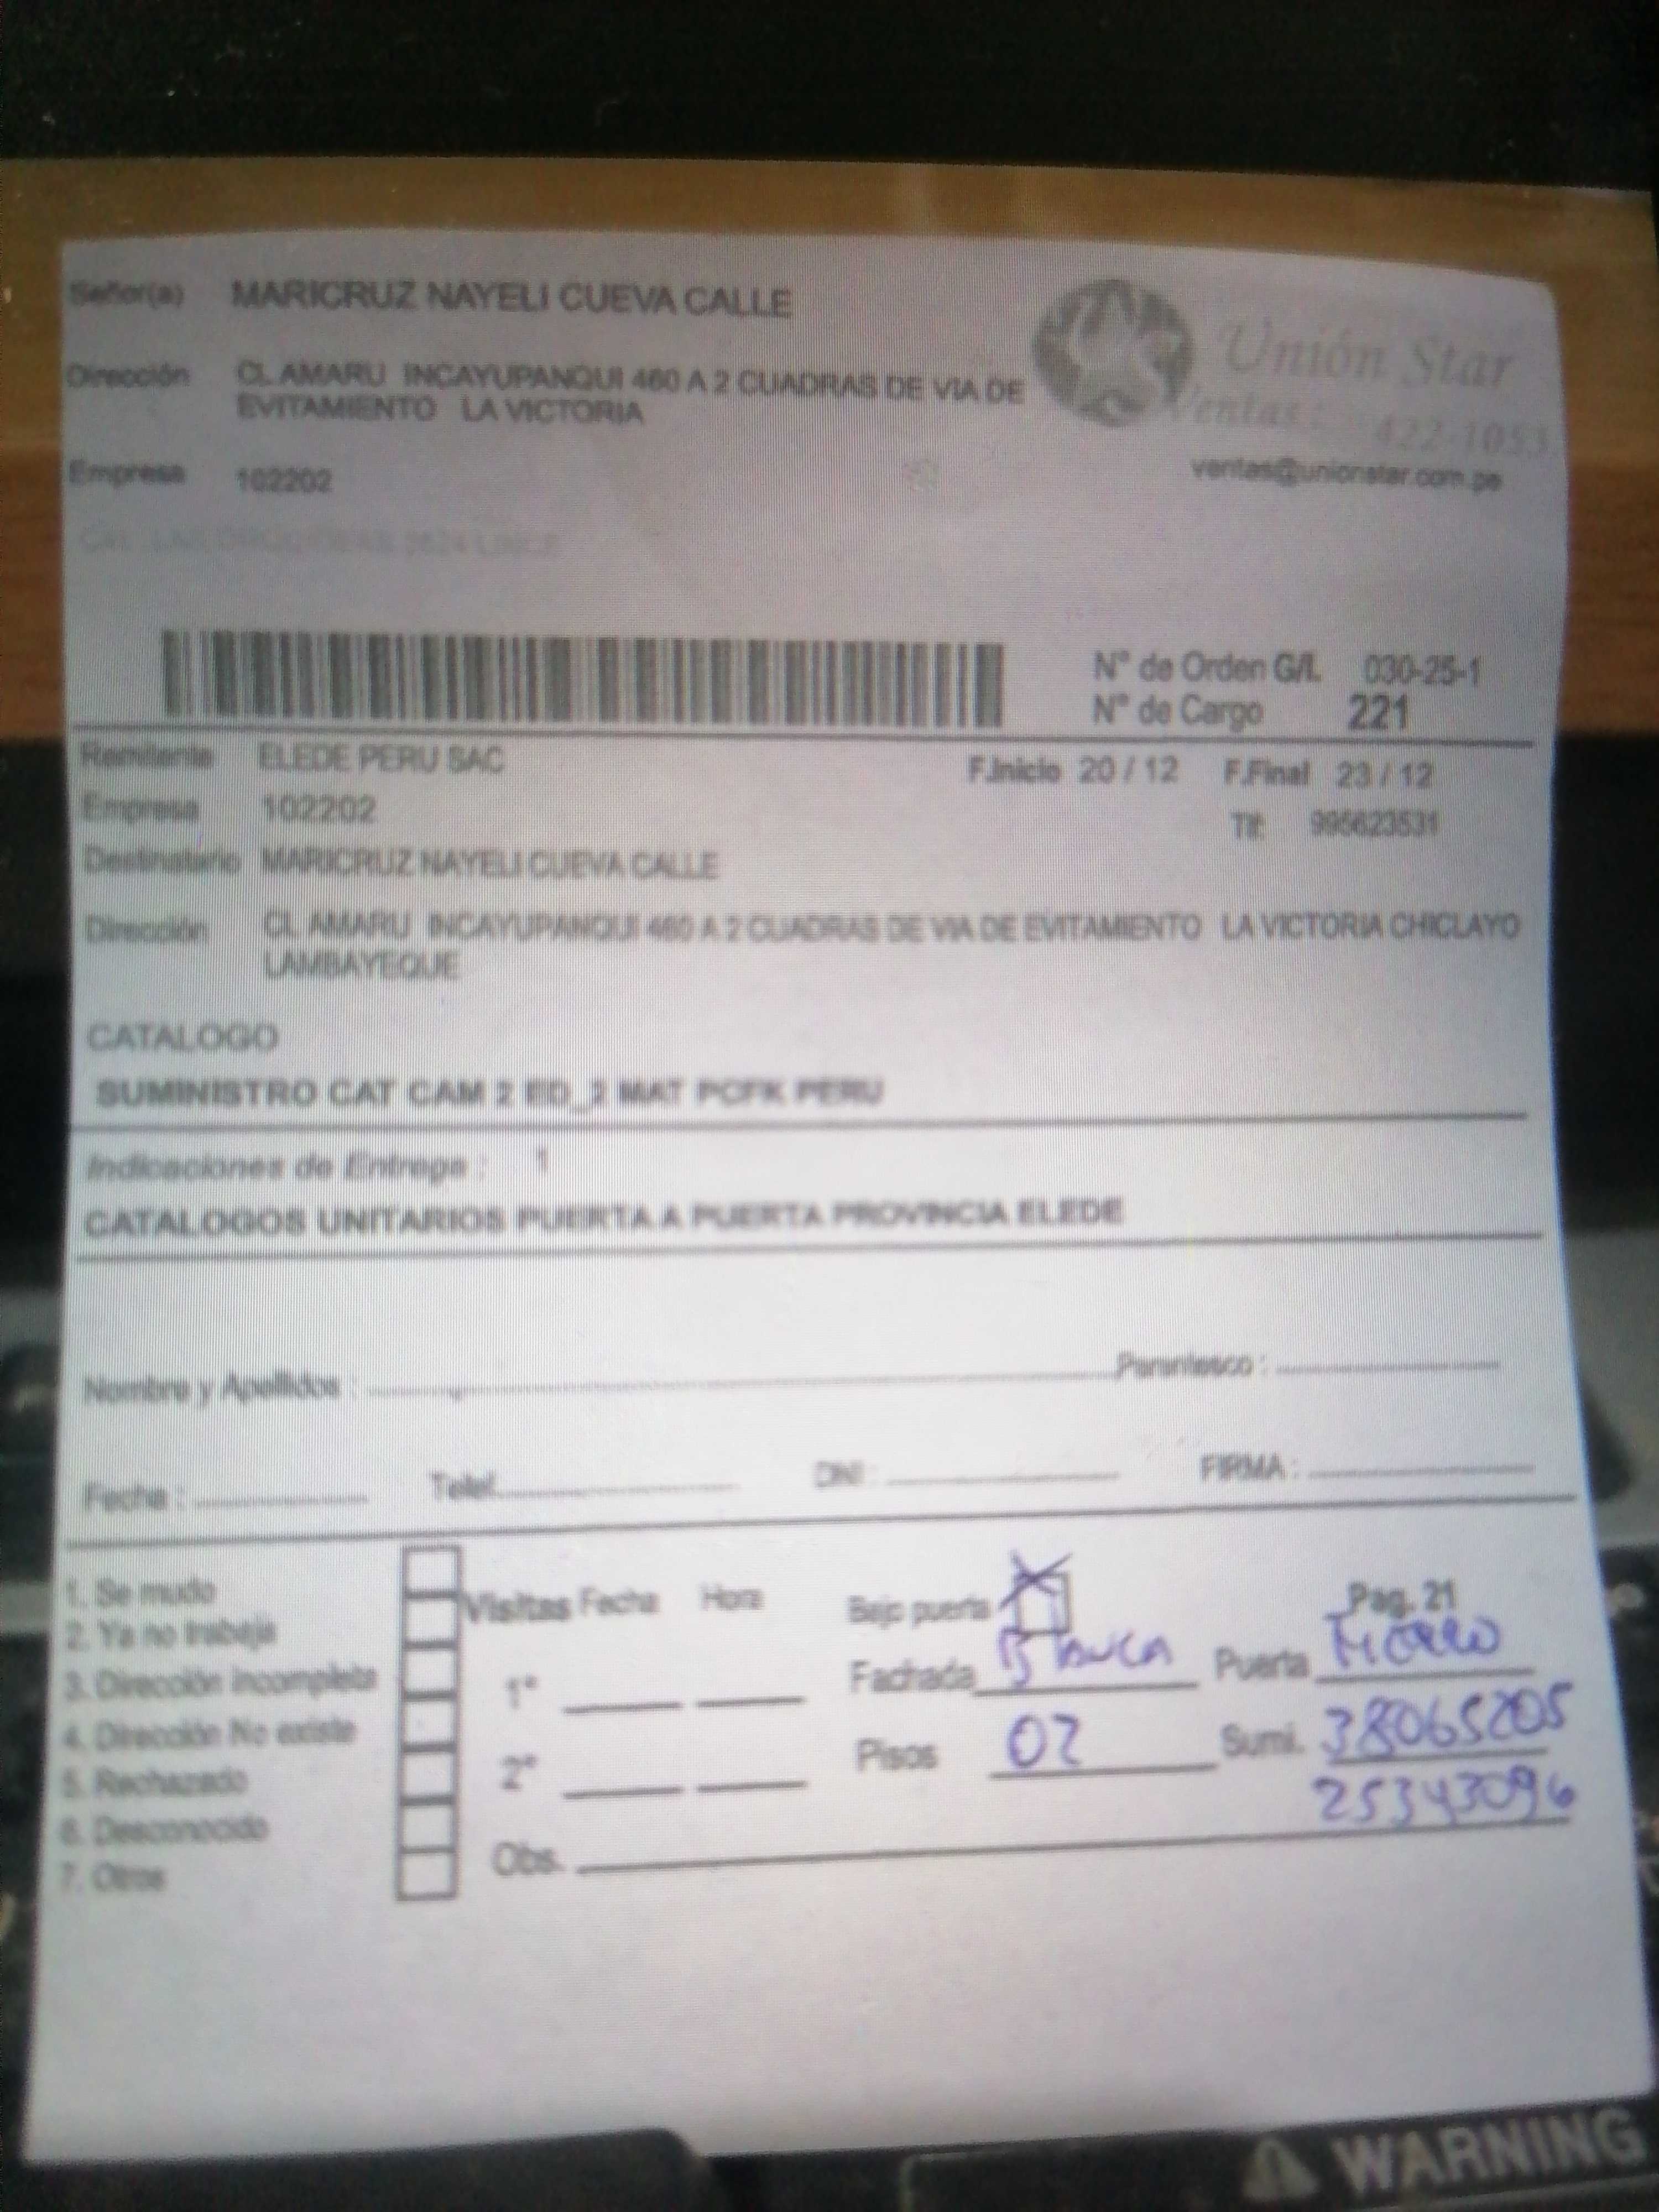 Señor(a) MARICRUZ NAYELI CUEVA CALLE
Unión Star
Dirección CL AMARU INCAYUPANQUI 460 A 2 CUADRAS DE VIA DE
EVITAMIENTO LA VICTORIA
Ventas: 422-1053
ventas@unionstar.com.pe
Empresa 102202
N° de Orden G/L 030-25-1
N° de Cargo 221
Remitente ELEDE PERU SAC F.Inicio 20 / 12 F.Final 23 / 12
Empresa 102202 Tlf: 995623531
Destinatario MARICRUZ NAYELI CUEVA CALLE
Dirección CL AMARU INCAYUPANQUI 460 A 2 CUADRAS DE VIA DE EVITAMIENTO LA VICTORIA CHICLAYO
LAMBAYEQUE
CATALOGO
SUMINISTRO CAT CAM 2 ED_2 MAT PCFK PERU
Indicaciones de Entrega : 1
CATALOGOS UNITARIOS PUERTA A PUERTA PROVINCIA ELEDE
Nombre y Apellidos : Parentesco :
Fecha : Telef. DNI : FIRMA :
1. Se mudo
2. Ya no trabaja
3. Dirección incompleta
4. Dirección No existe
5. Rechazado
6. Desconocido
7. Otros
Visitas Fecha Hora
1°
2°
Obs.
Bajo puerta X Pag. 21
Fachada Blanca Puerta
Pisos 02 Sumi. 38065205
25343096
WARNING